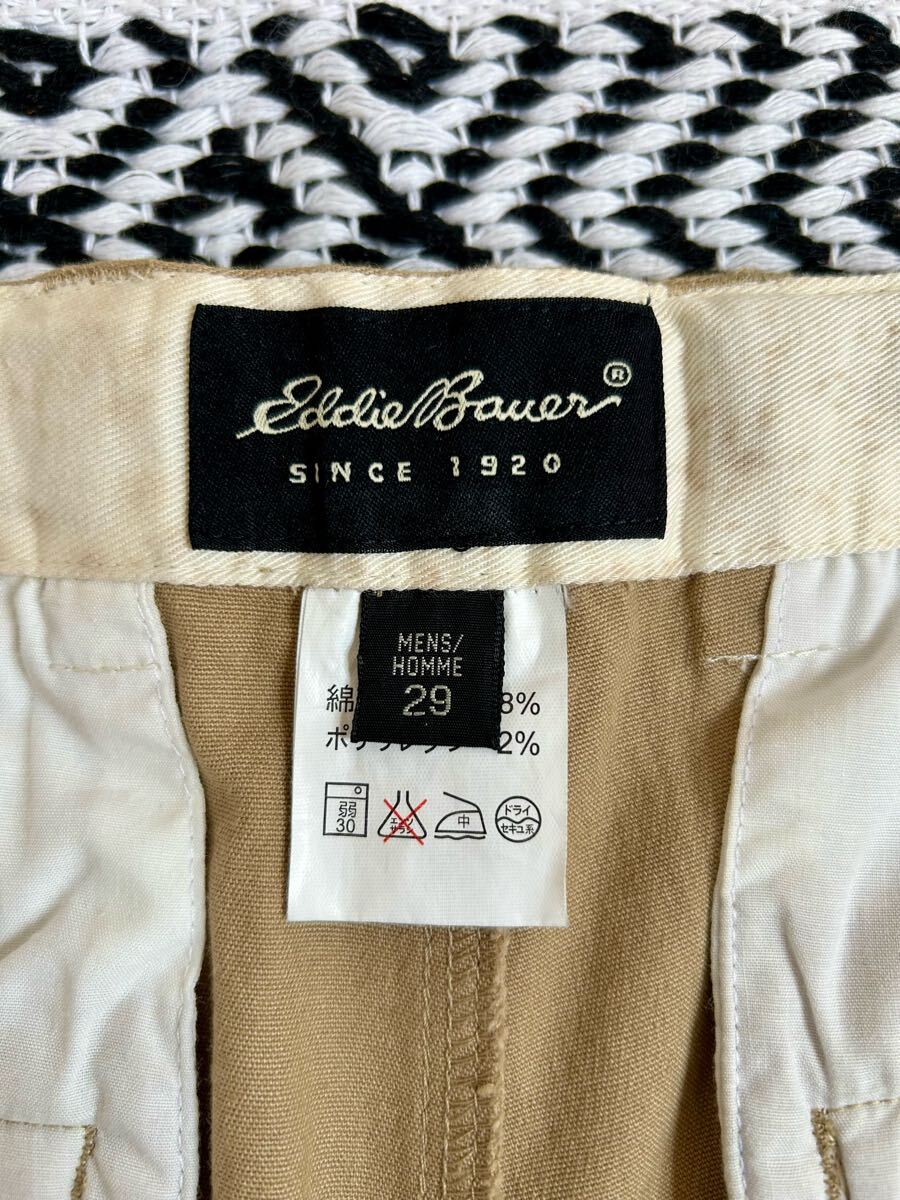 Eddie Bauer®
SINCE 1920
MENS/
HOMME
29
綿 8%
2%
弱
30
中
ドライ
セキユ系